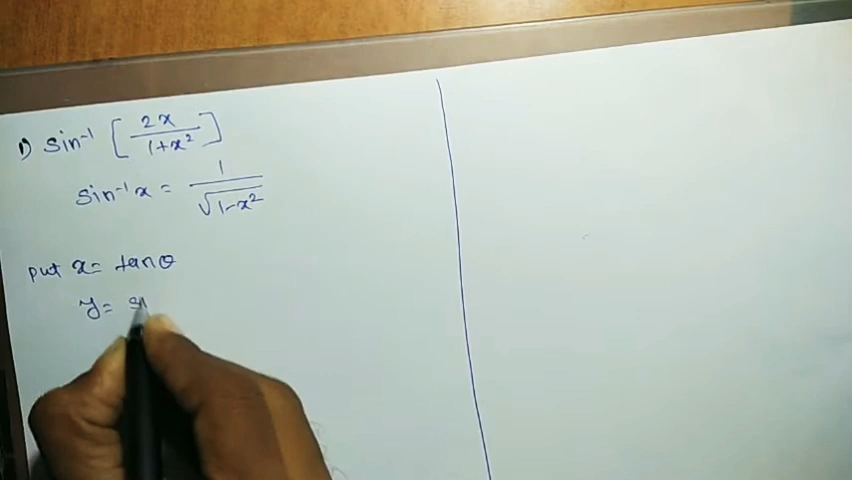 1) sin⁻¹ [2x / 1+x²]
sin⁻¹x = 1 / √1-x²
put x = tanθ
y = s